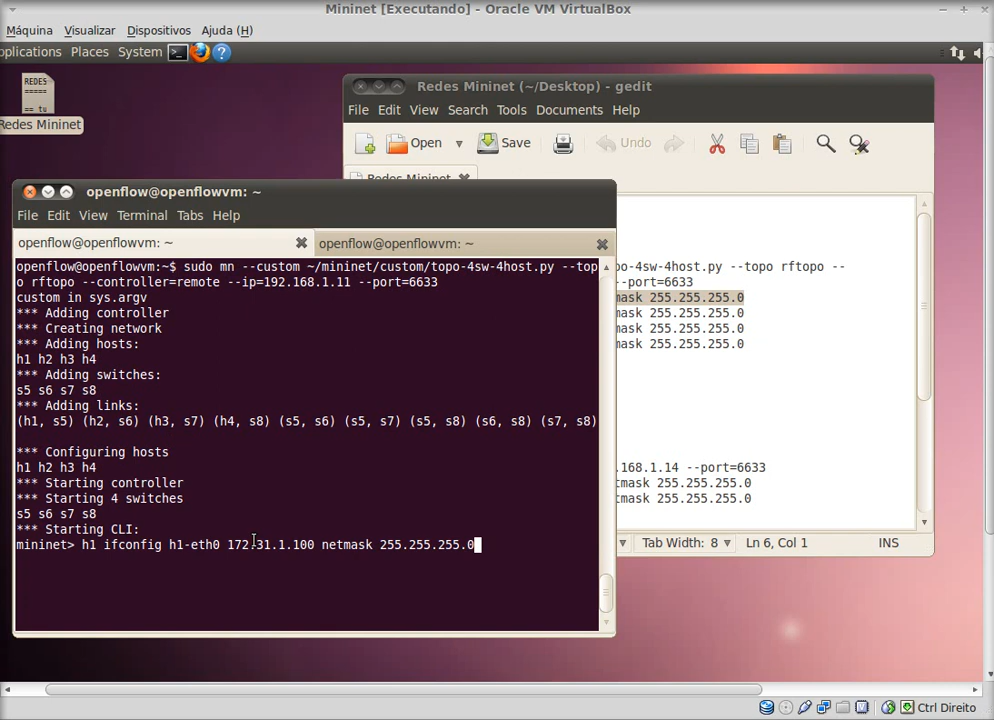 Mininet [Executando] - Oracle VM VirtualBox
Máquina Visualizar Dispositivos Ajuda (H)
pplications Places System
REDES
=====
== tu
Redes Mininet
Redes Mininet (~/Desktop) - gedit
File Edit View Search Tools Documents Help
Open Save Undo
Redes Mininet
openflow@openflowvm: ~
File Edit View Terminal Tabs Help
openflow@openflowvm: ~ openflow@openflowvm: ~
openflow@openflowvm:~$ sudo mn --custom ~/mininet/custom/topo-4sw-4host.py --top
o rftopo --controller=remote --ip=192.168.1.11 --port=6633
custom in sys.argv
*** Adding controller
*** Creating network
*** Adding hosts:
h1 h2 h3 h4
*** Adding switches:
s5 s6 s7 s8
*** Adding links:
(h1, s5) (h2, s6) (h3, s7) (h4, s8) (s5, s6) (s5, s7) (s5, s8) (s6, s8) (s7, s8)
*** Configuring hosts
h1 h2 h3 h4
*** Starting controller
*** Starting 4 switches
s5 s6 s7 s8
*** Starting CLI:
mininet> h1 ifconfig h1-eth0 172.31.1.100 netmask 255.255.255.0
po-4sw-4host.py --topo rftopo --
--port=6633
mask 255.255.255.0
mask 255.255.255.0
mask 255.255.255.0
mask 255.255.255.0
.168.1.14 --port=6633
tmask 255.255.255.0
tmask 255.255.255.0
Tab Width: 8 Ln 6, Col 1 INS
Ctrl Direito